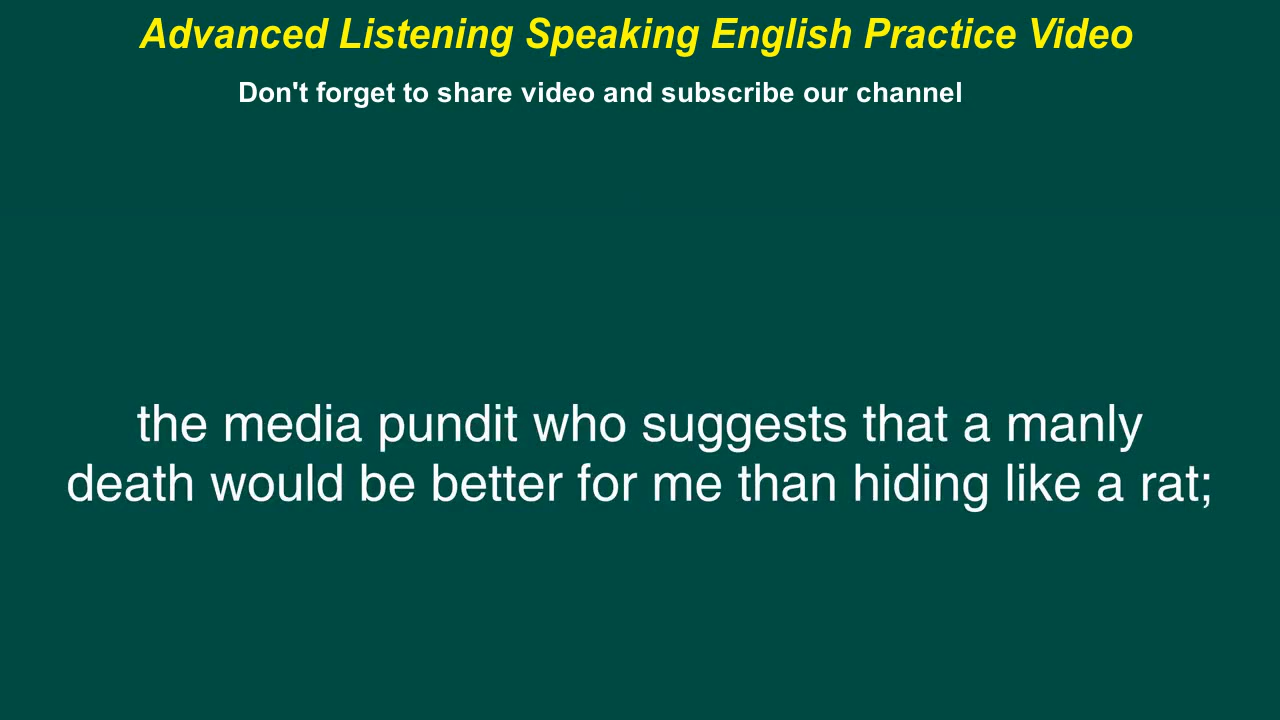 Advanced Listening Speaking English Practice Video
Don't forget to share video and subscribe our channel
the media pundit who suggests that a manly
death would be better for me than hiding like a rat;